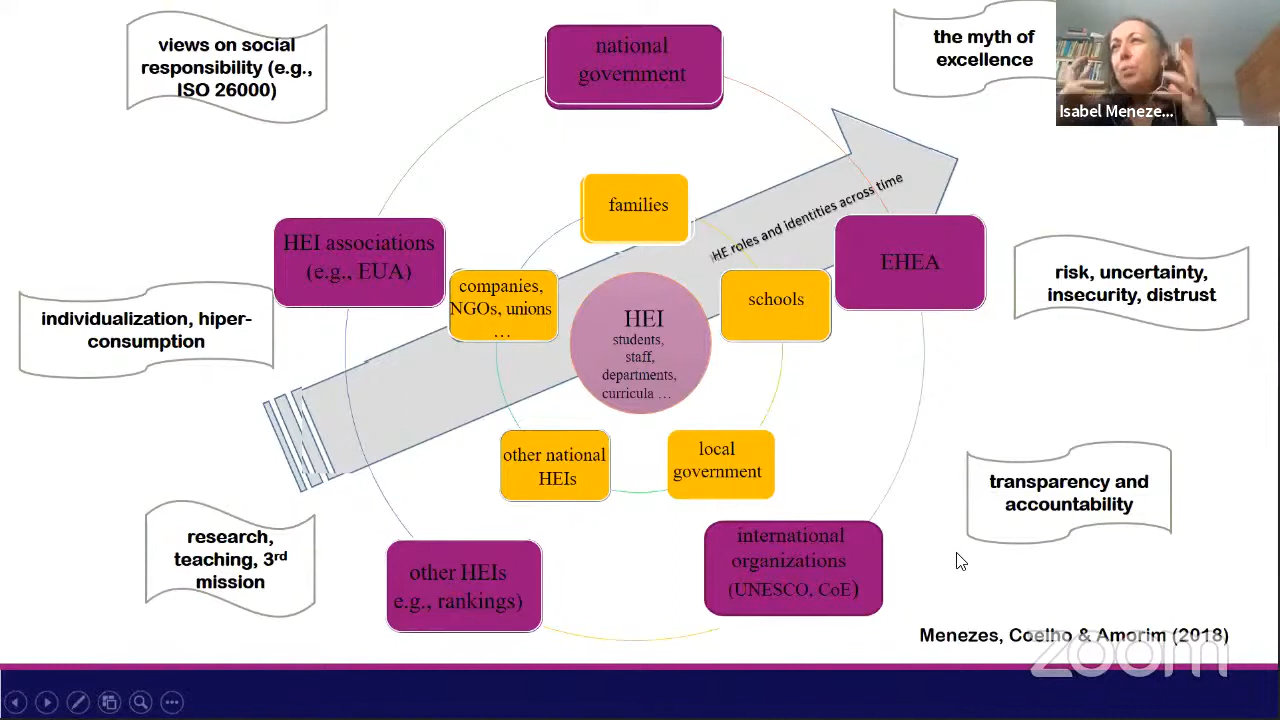 views on social
responsibility (e.g.,
ISO 26000)
national
government
the myth of
excellence
Isabel Meneze...
families
HE roles and identities across time
HEI associations
(e.g., EUA)
EHEA
companies,
NGOs, unions
…
schools
risk, uncertainty,
insecurity, distrust
individualization, hiper-
consumption
HEI
students,
staff,
departments,
curricula …
other national
HEIs
local
government
transparency and
accountability
research,
teaching, 3rd
mission
other HEIs
e.g., rankings)
international
organizations
(UNESCO, CoE)
Menezes, Coelho & Amorim (2018)
zoom